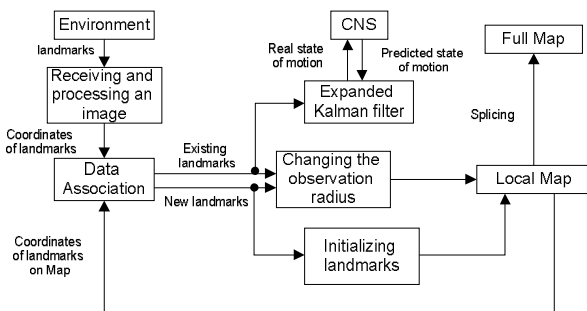 Environment
landmarks
Receiving and
processing an
image
Coordinates
of landmarks
Data
Association
Coordinates
of landmarks
on Map
Existing
landmarks
New landmarks
CNS
Real state
of motion
Predicted state
of motion
Expanded
Kalman filter
Changing the
observation
radius
Initializing
landmarks
Full Map
Splicing
Local Map